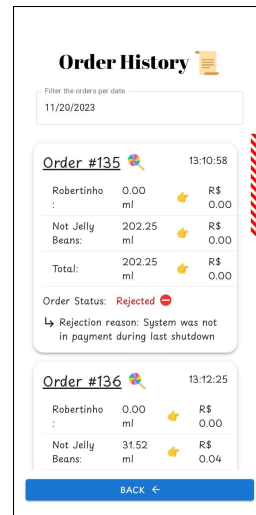 Order History
Filter the orders per date
11/20/2023
Order #135 13:10:58
Robertinho 0.00 R$
: ml 0.00
Not Jelly 202.25 R$
Beans: ml 0.00
Total: 202.25 R$
ml 0.00
Order Status: Rejected
Rejection reason: System was not
in payment during last shutdown
Order #136 13:12:25
Robertinho 0.00 R$
: ml 0.00
Not Jelly 31.52 R$
Beans: ml 0.04
BACK ←